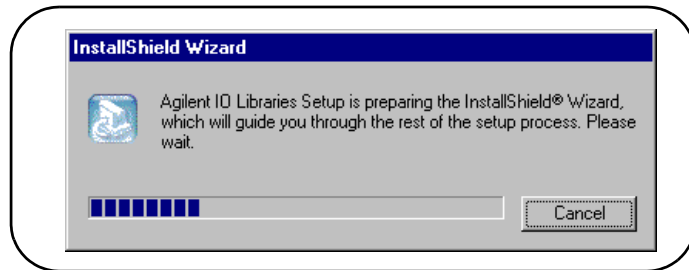 InstallShield Wizard
Agilent IO Libraries Setup is preparing the InstallShield® Wizard,
which will guide you through the rest of the setup process. Please
wait.
Cancel